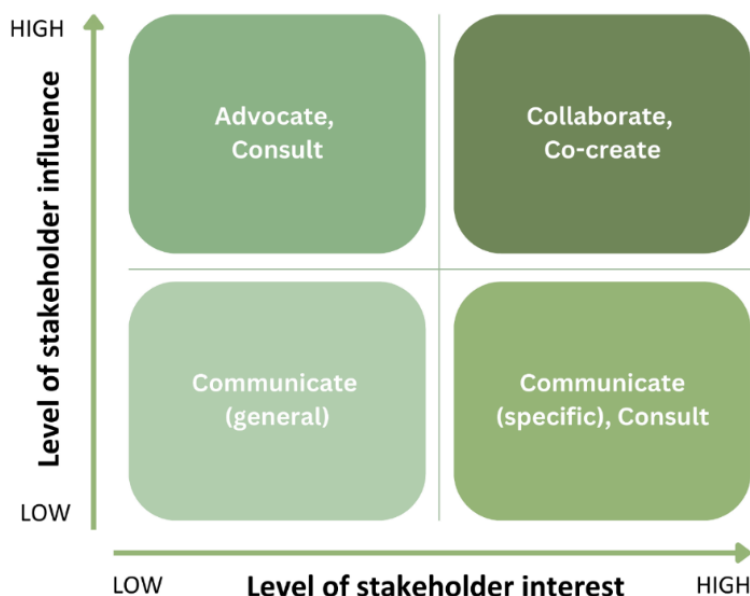 HIGH
Level of stakeholder influence
LOW
Advocate,
Consult
Collaborate,
Co-create
Communicate
(general)
Communicate
(specific), Consult
LOW
Level of stakeholder interest
HIGH